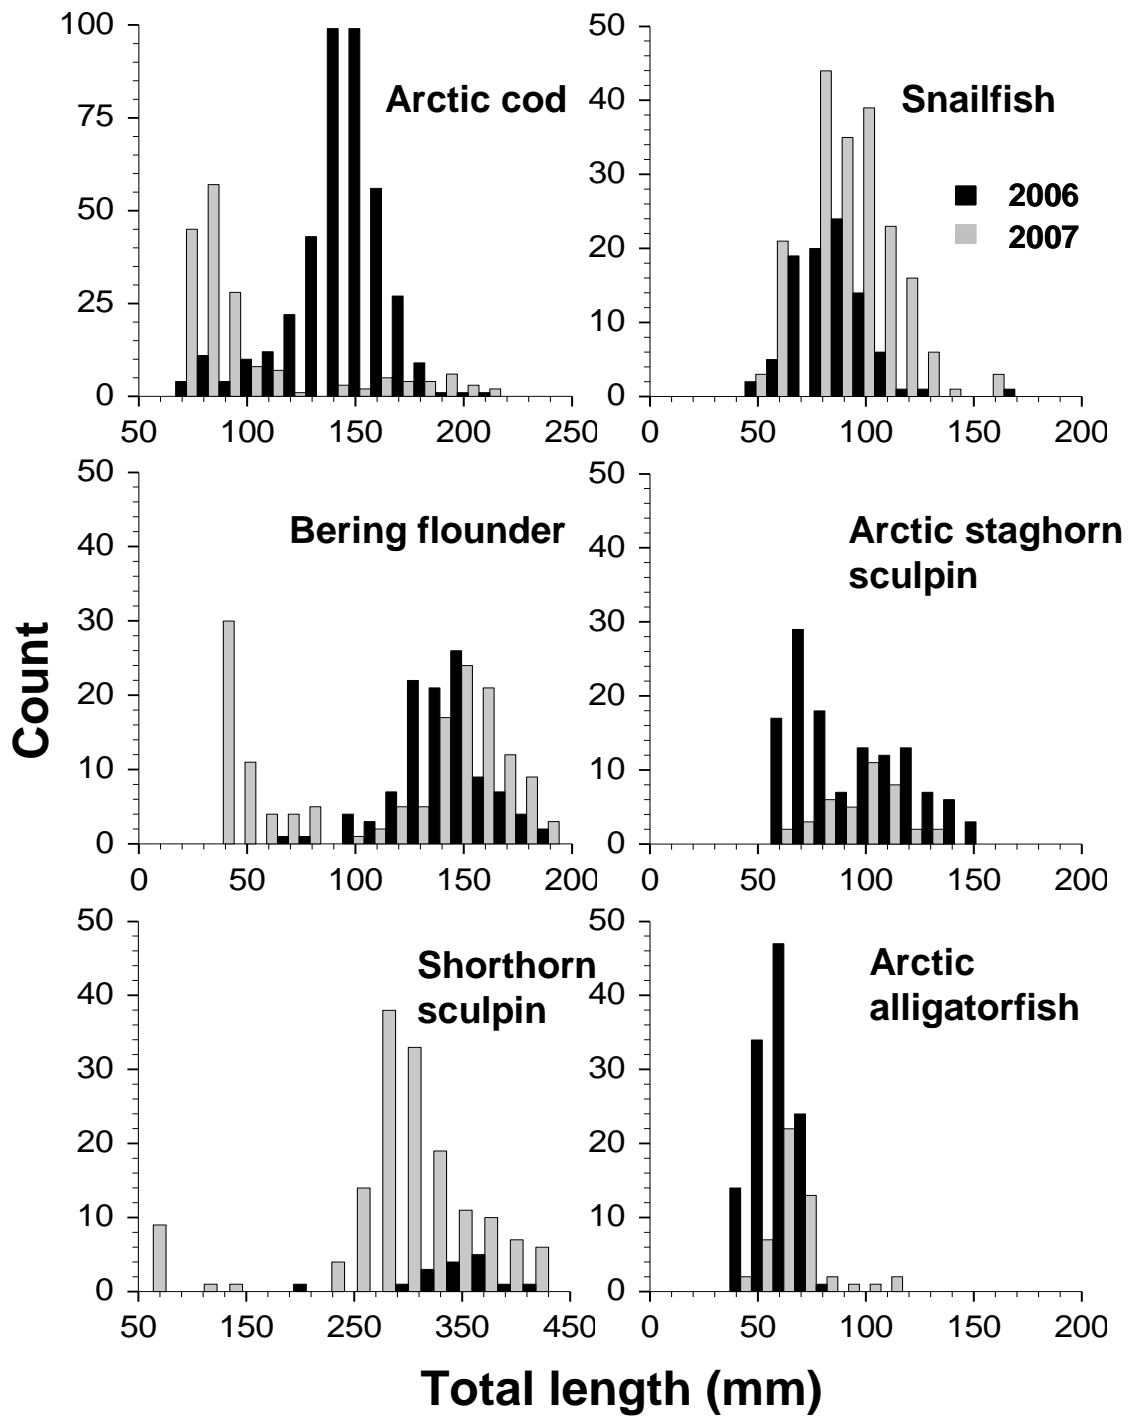 100
75
50
25
0
50 100 150 200 250
Arctic cod
50
40
30
20
10
0
0 50 100 150 200
Snailfish
2006
2007
50
40
30
20
10
0
0 50 100 150 200
Bering flounder
50
40
30
20
10
0
0 50 100 150 200
Arctic staghorn
sculpin
50
40
30
20
10
0
50 150 250 350 450
Shorthorn
sculpin
50
40
30
20
10
0
0 50 100 150 200
Arctic
alligatorfish
Count
Total length (mm)